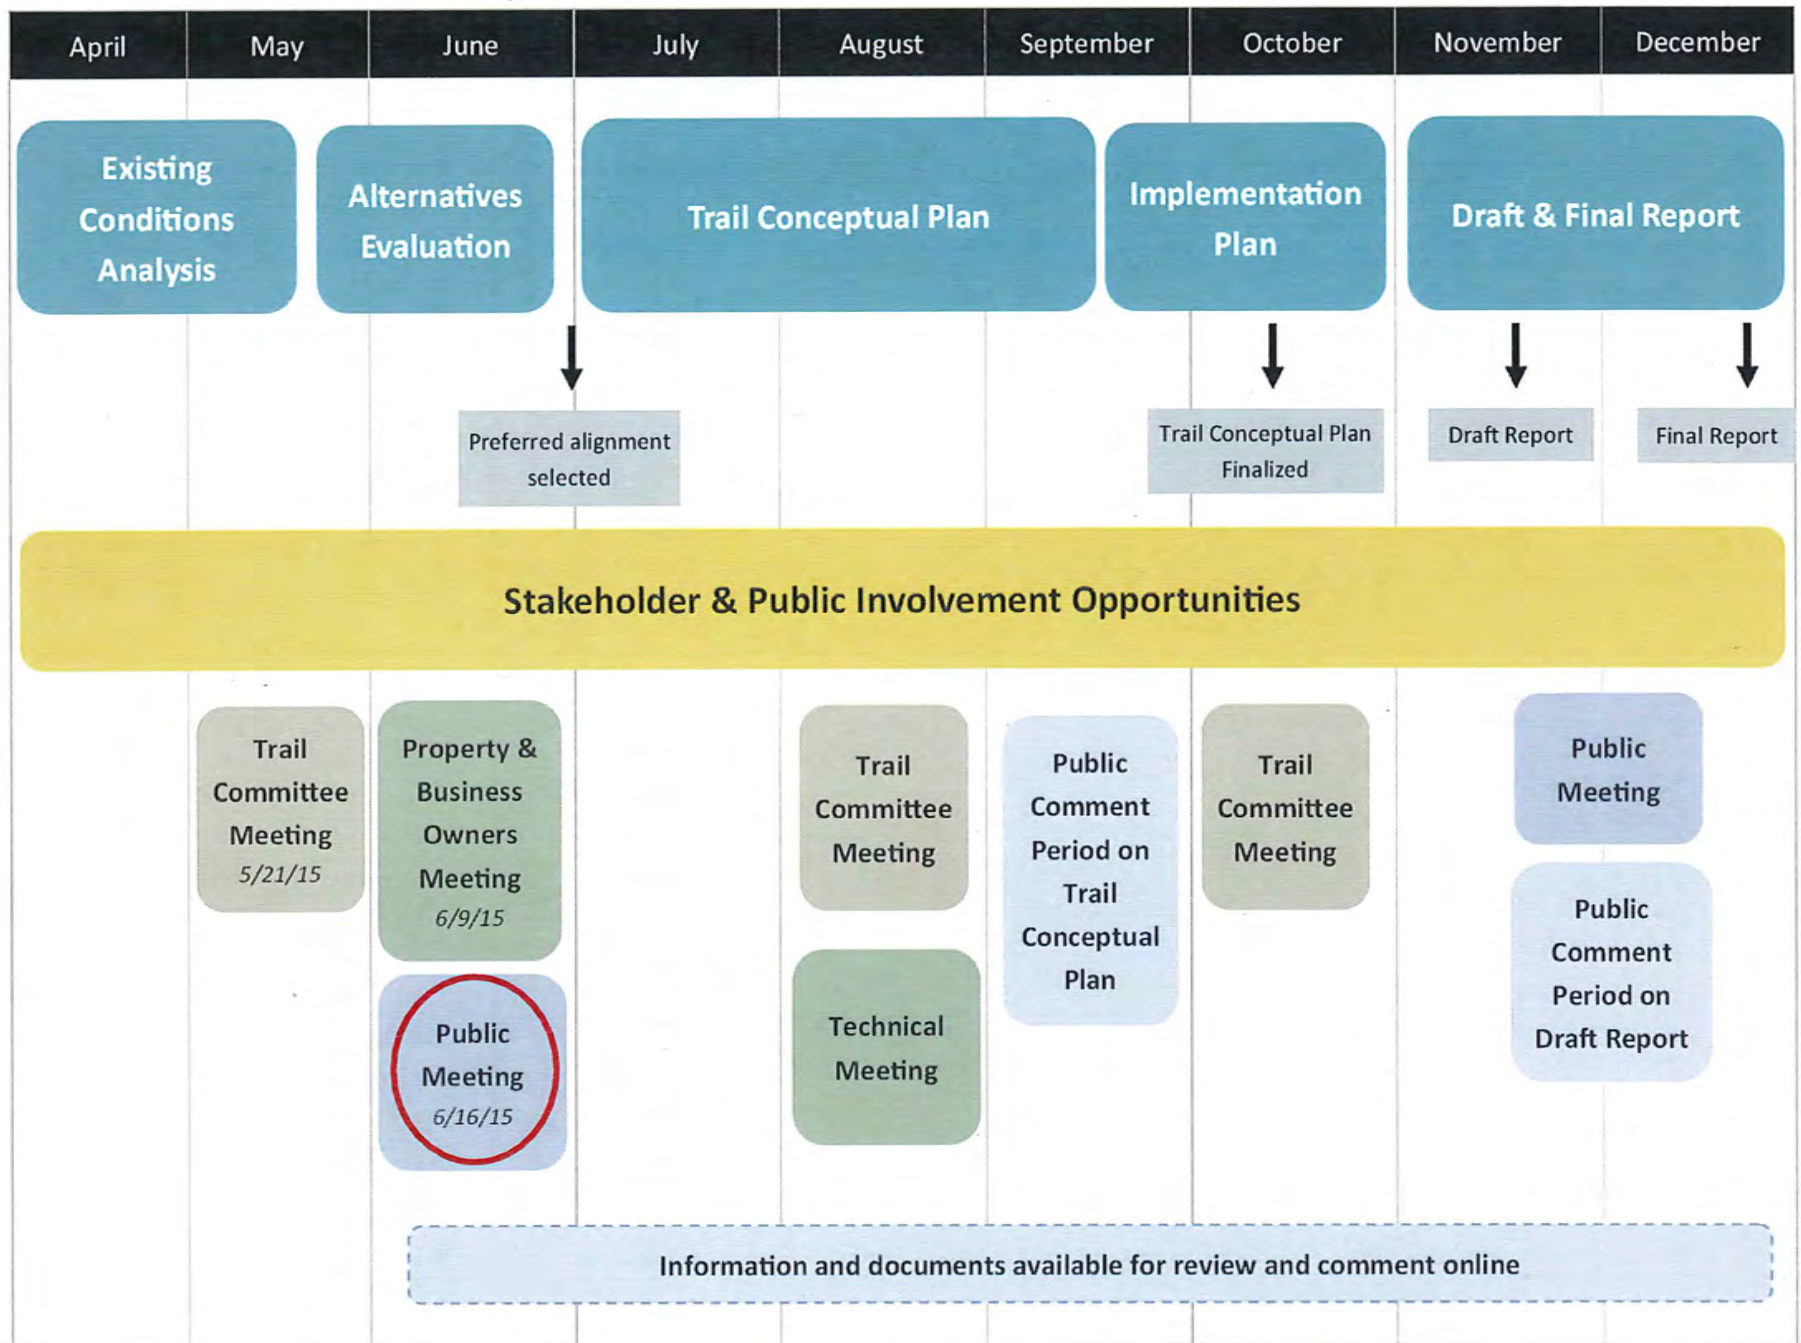 April
May
June
July
August
September
October
November
December
Existing
Conditions
Analysis
Alternatives
Evaluation
Trail Conceptual Plan
Implementation
Plan
Draft & Final Report
Preferred alignment
selected
Trail Conceptual Plan
Finalized
Draft Report
Final Report
Stakeholder & Public Involvement Opportunities
Trail
Committee
Meeting
5/21/15
Property &
Business
Owners
Meeting
6/9/15
Public
Meeting
6/16/15
Trail
Committee
Meeting
Technical
Meeting
Public
Comment
Period on
Trail
Conceptual
Plan
Trail
Committee
Meeting
Public
Meeting
Public
Comment
Period on
Draft Report
Information and documents available for review and comment online